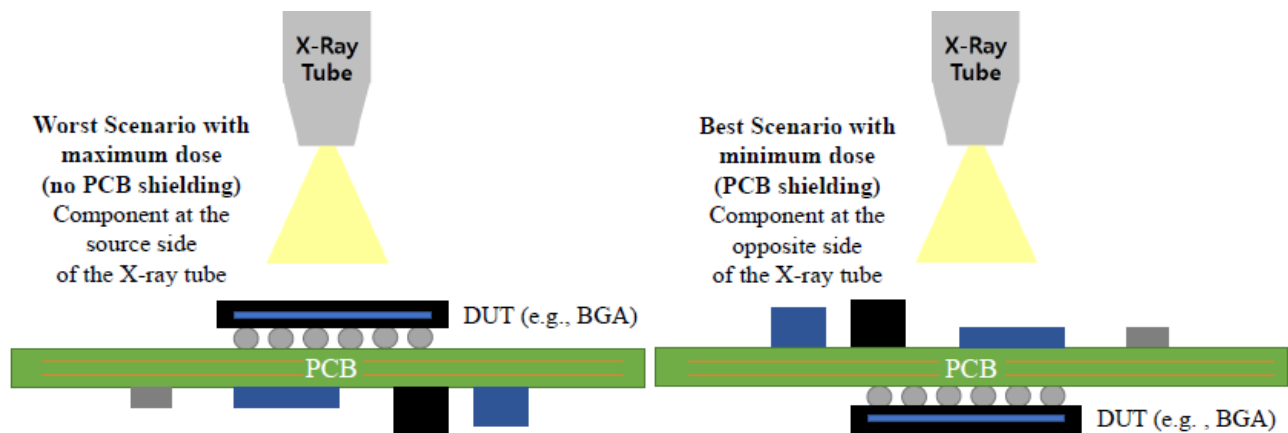 X-Ray
Tube
Worst Scenario with
maximum dose
(no PCB shielding)
Component at the
source side
of the X-ray tube
DUT (e.g., BGA)
PCB
X-Ray
Tube
Best Scenario with
minimum dose
(PCB shielding)
Component at the
opposite side
of the X-ray tube
PCB
DUT (e.g. , BGA)